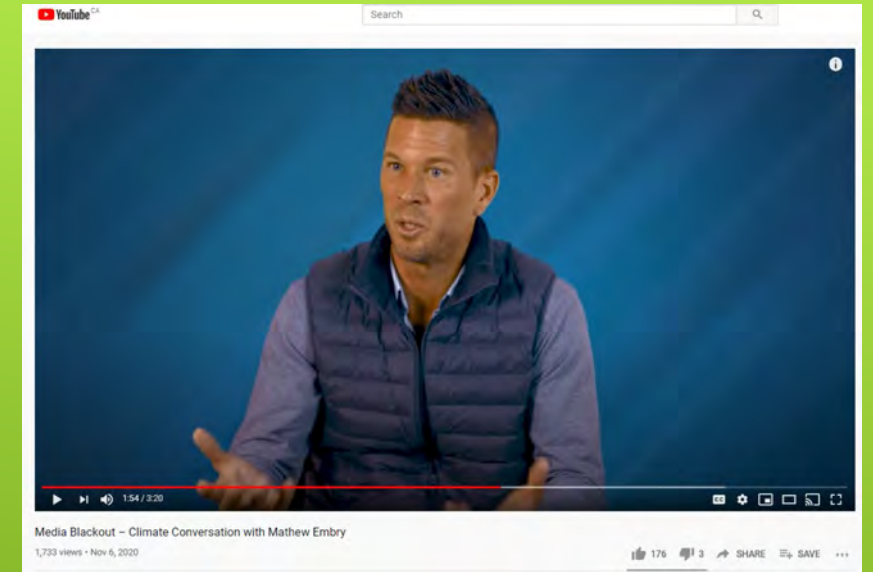 YouTube CA
Search
1:54 / 3:20
CC
Media Blackout – Climate Conversation with Mathew Embry
1,733 views • Nov 6, 2020
176 3 SHARE SAVE